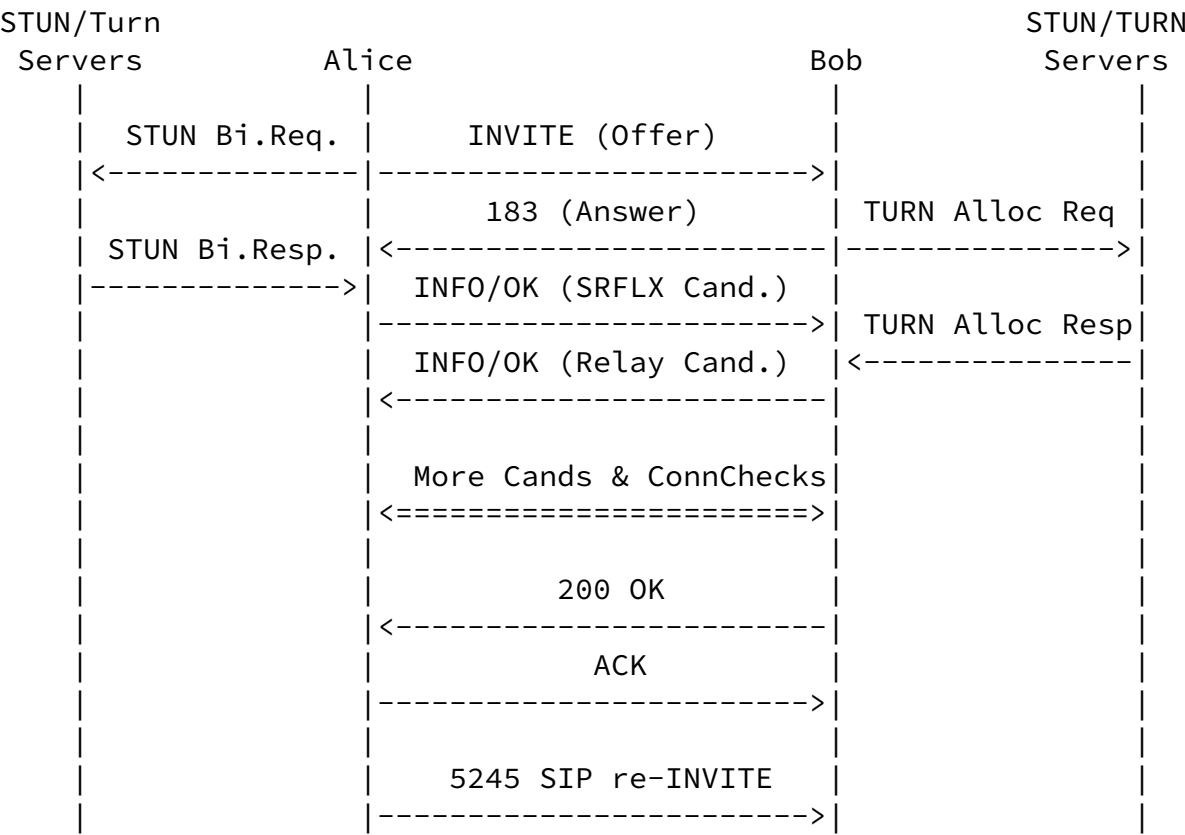 STUN/Turn STUN/TURN
Servers Alice Bob Servers
STUN Bi.Req. INVITE (Offer)
183 (Answer) TURN Alloc Req
STUN Bi.Resp.
INFO/OK (SRFLX Cand.)
TURN Alloc Resp
INFO/OK (Relay Cand.)
More Cands & ConnChecks
200 OK
ACK
5245 SIP re-INVITE